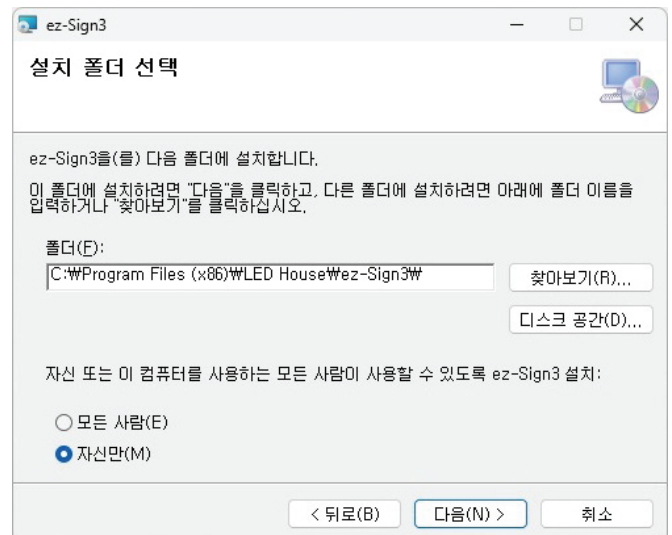 ez-Sign3
설치 폴더 선택
ez-Sign3을(를) 다음 폴더에 설치합니다.
이 폴더에 설치하려면 "다음"을 클릭하고, 다른 폴더에 설치하려면 아래에 폴더 이름을
입력하거나 "찾아보기"를 클릭하십시오.
폴더(F):
C:₩Program Files (x86)₩LED House₩ez-Sign3₩
찾아보기(R)...
디스크 공간(D)...
자신 또는 이 컴퓨터를 사용하는 모든 사람이 사용할 수 있도록 ez-Sign3 설치:
모든 사람(E)
자신만(M)
< 뒤로(B)
다음(N) >
취소